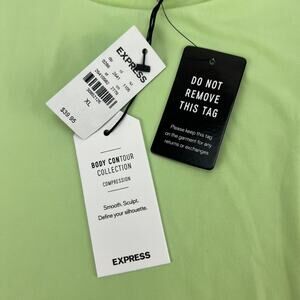 EXPRESS
XL
$39.95
DO NOT
REMOVE
THIS TAG
Please keep this tag
on the garment for any
returns or exchanges.
BODY CONTOUR
COLLECTION
COMPRESSION
Smooth. Sculpt.
Define your silhouette.
EXPRESS